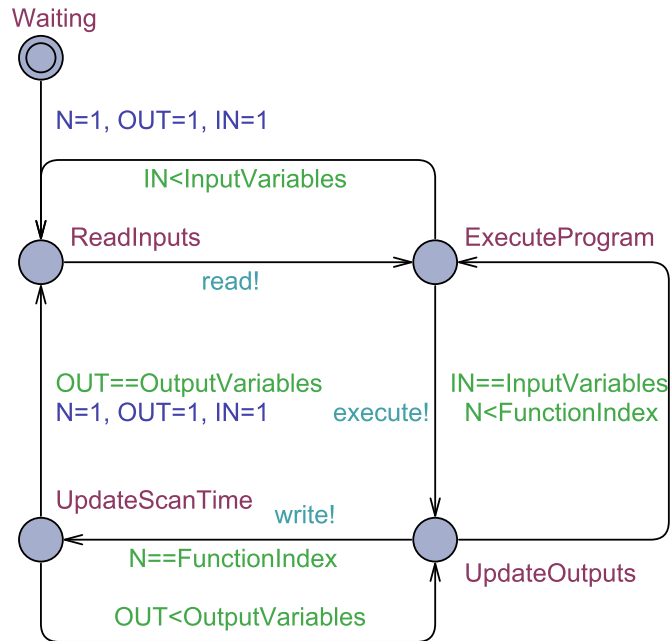 Waiting
N=1, OUT=1, IN=1
IN<InputVariables
ReadInputs
ExecuteProgram
read!
OUT==OutputVariables
N=1, OUT=1, IN=1
execute!
IN==InputVariables
N<FunctionIndex
UpdateScanTime
write!
N==FunctionIndex
UpdateOutputs
OUT<OutputVariables